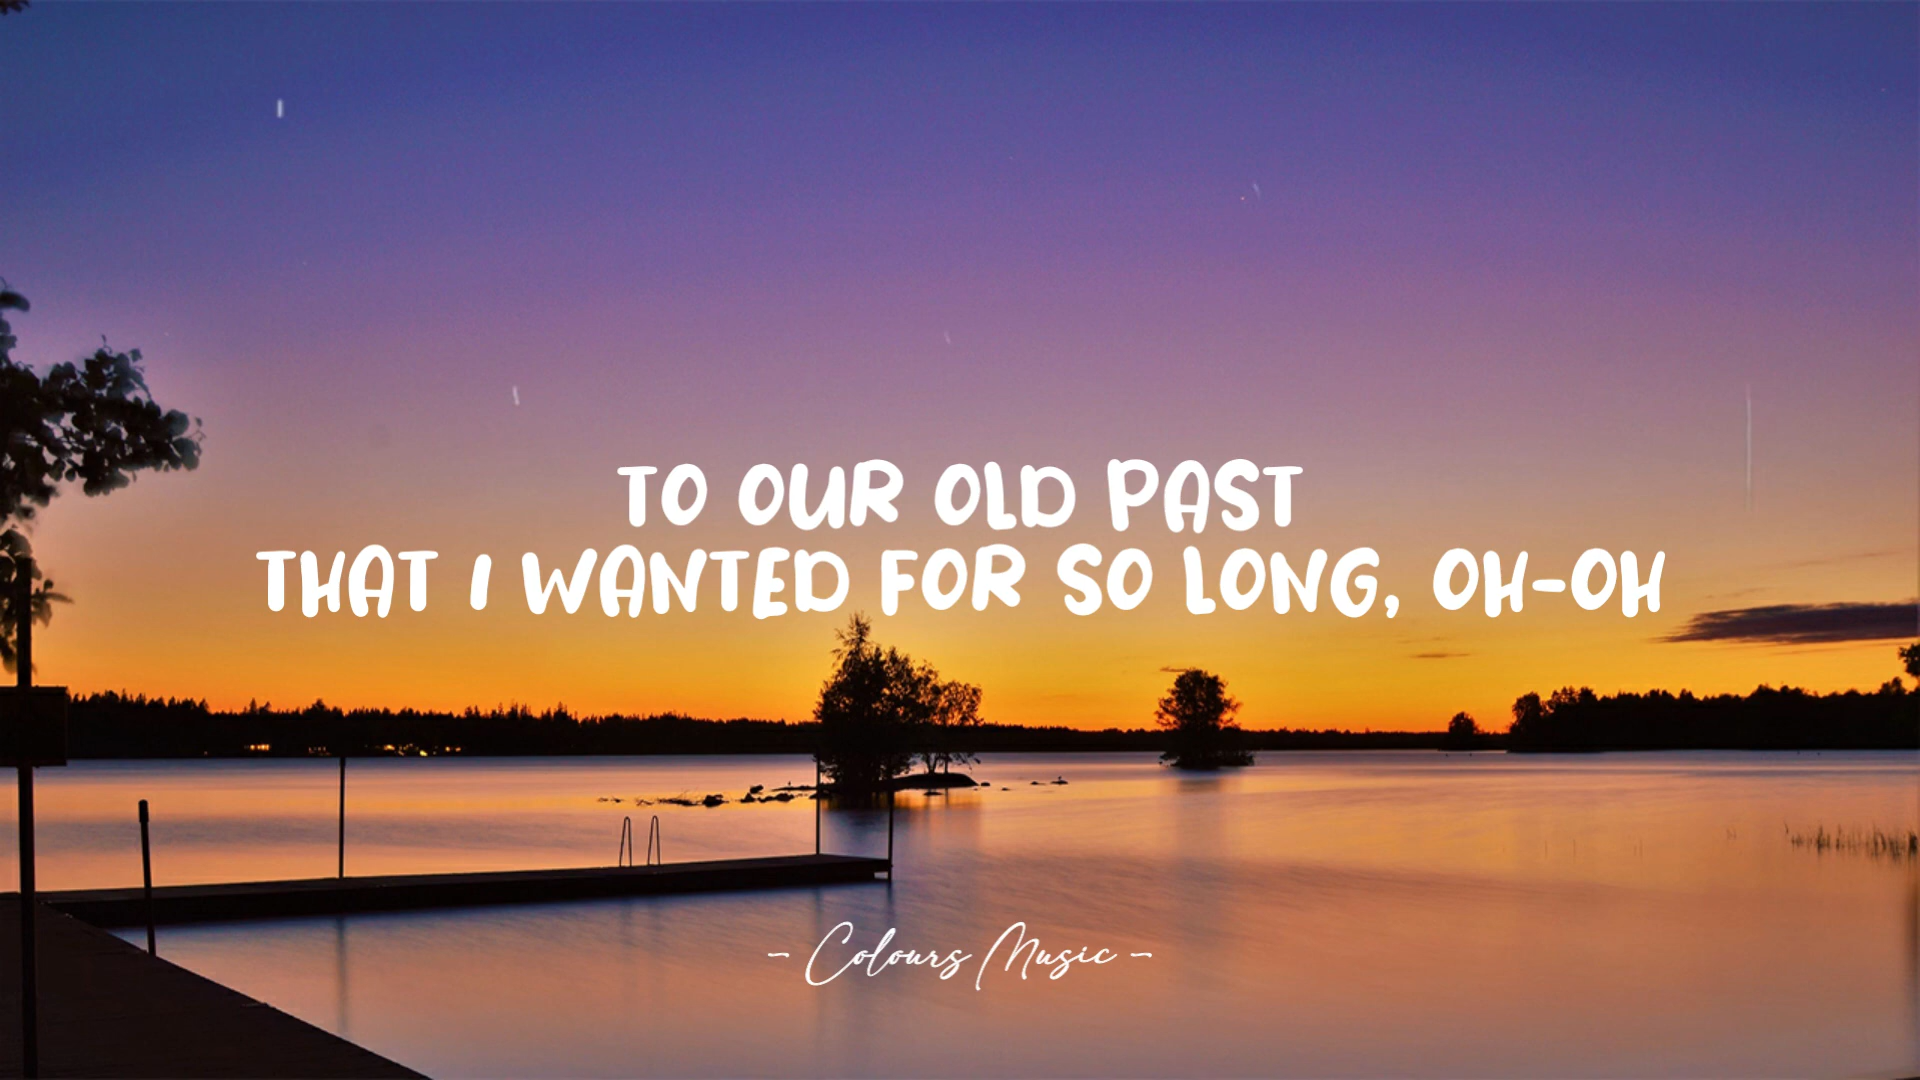 TO OUR OLD PAST
THAT I WANTED FOR SO LONG, OH-OH
- Colours Music -